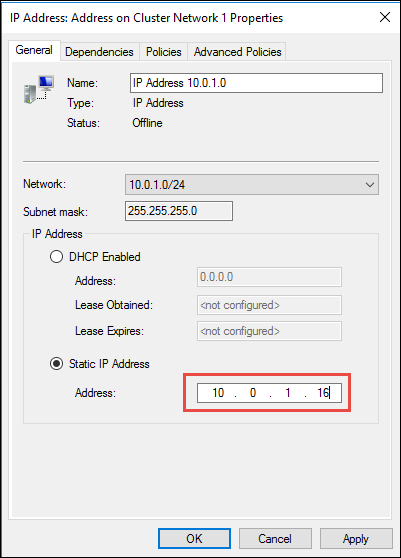 IP Address: Address on Cluster Network 1 Properties
General Dependencies Policies Advanced Policies
Name: IP Address 10.0.1.0
Type: IP Address
Status: Offline
Network: 10.0.1.0/24
Subnet mask: 255.255.255.0
IP Address
DHCP Enabled
Address: 0.0.0.0
Lease Obtained: <not configured>
Lease Expires: <not configured>
Static IP Address
Address: 10 . 0 . 1 . 16
OK Cancel Apply